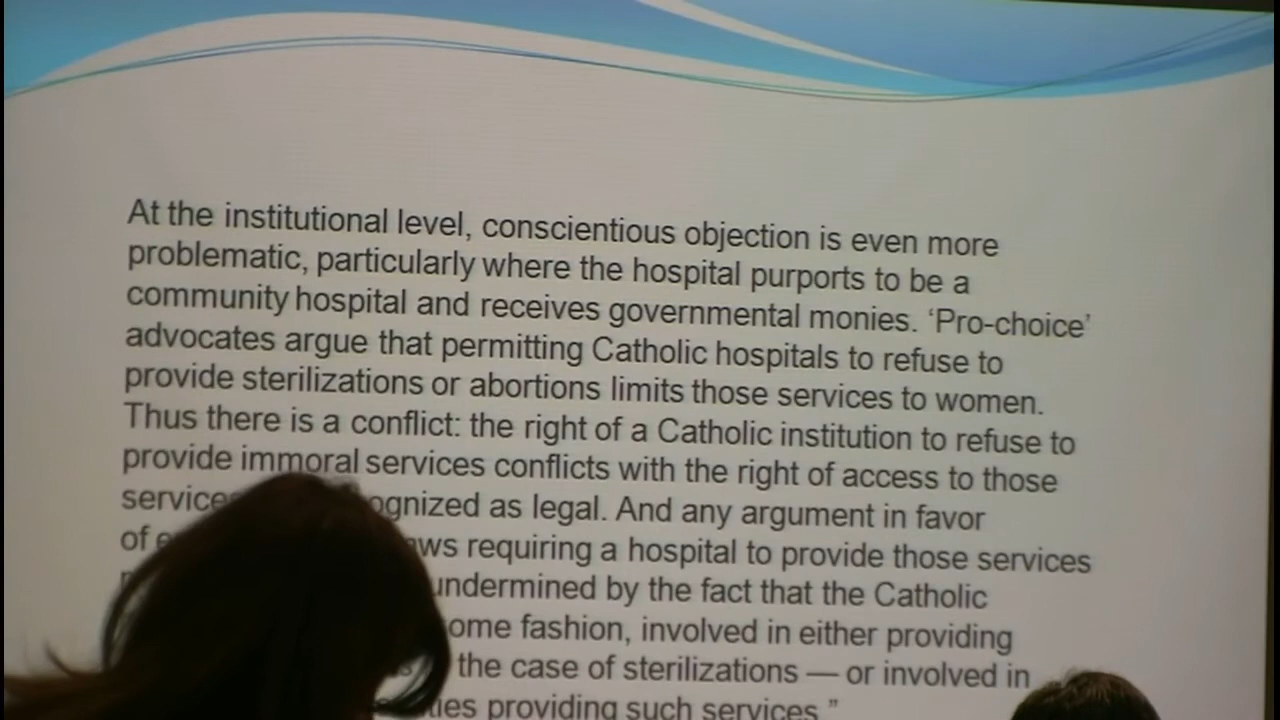 At the institutional level, conscientious objection is even more
problematic, particularly where the hospital purports to be a
community hospital and receives governmental monies. ‘Pro-choice’
advocates argue that permitting Catholic hospitals to refuse to
provide sterilizations or abortions limits those services to women.
Thus there is a conflict: the right of a Catholic institution to refuse to
provide immoral services conflicts with the right of access to those
as legal. And any argument in favor
of requiring a hospital to provide those services
undermined by the fact that the Catholic
fashion, involved in either providing
the case of sterilizations — or involved in
providing such services.”